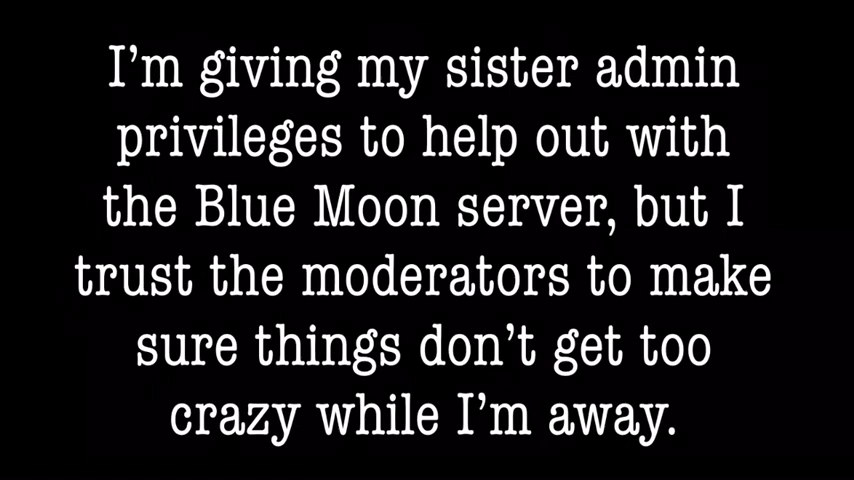 I’m giving my sister admin
privileges to help out with
the Blue Moon server, but I
trust the moderators to make
sure things don’t get too
crazy while I’m away.